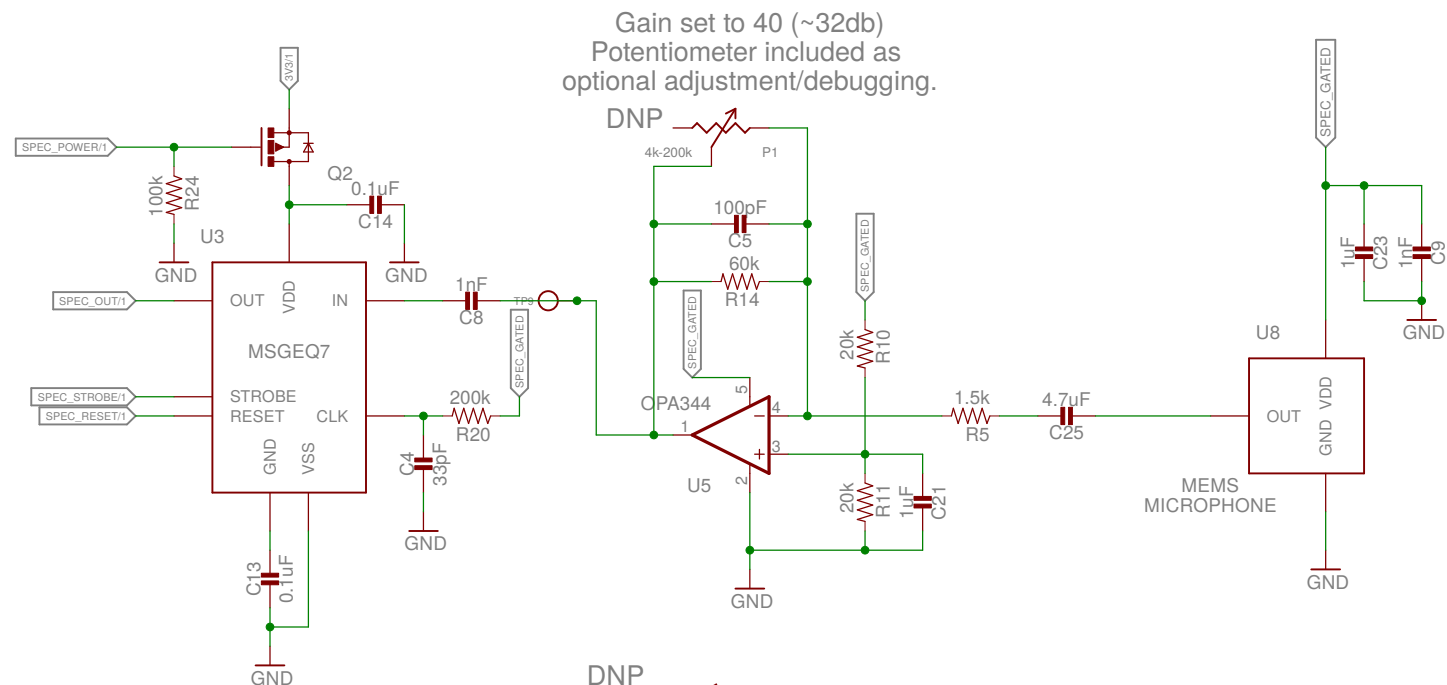 Gain set to 40 (~32db)
Potentiometer included as
optional adjustment/debugging.
DNP
4k-200k
P1
3V3/1
SPEC_POWER/1
100k
R24
GND
Q2
0.1uF
C14
GND
U3
SPEC_OUT/1
OUT
VDD
IN
MSGEQ7
SPEC_STROBE/1
STROBE
SPEC_RESET/1
RESET
CLK
GND
VSS
C13
0.1uF
GND
1nF
C8
TP9
SPEC_GATED
200k
R20
C4
33pF
GND
100pF
C5
60k
R14
SPEC_GATED
OPA344
5
1
4
3
2
U5
SPEC_GATED
20k
R10
20k
R11
1uF
C21
GND
1.5k
R5
4.7uF
C25
SPEC_GATED
1uF
C23
1nF
C9
GND
U8
OUT
VDD
GND
MEMS
MICROPHONE
GND
DNP